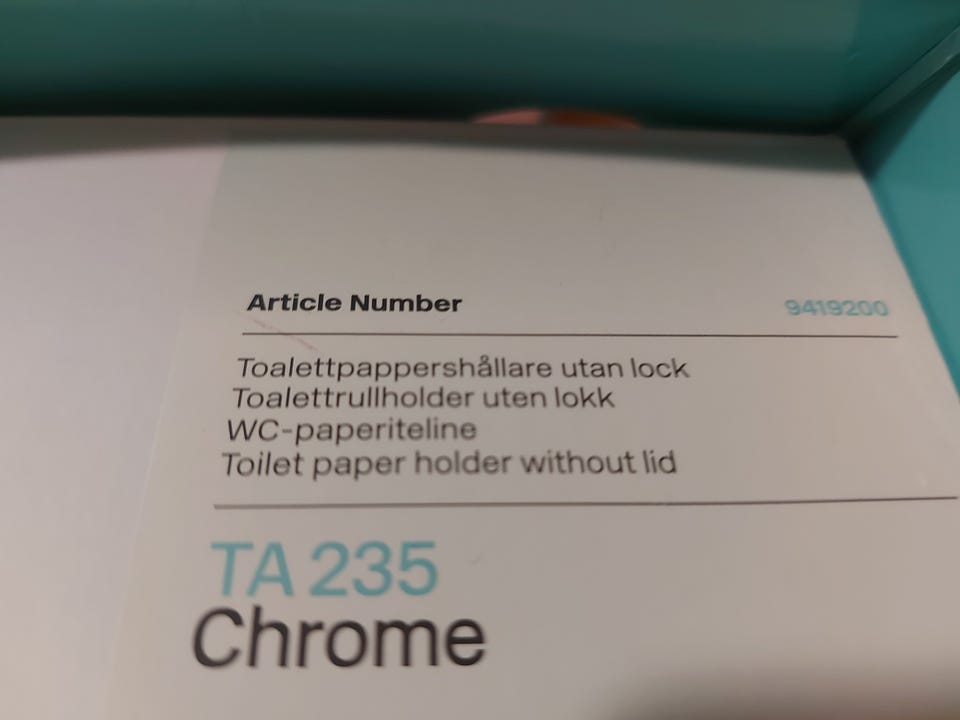 Article Number 9419200
Toalettpappershållare utan lock
Toalettrullholder uten lokk
WC-paperiteline
Toilet paper holder without lid
TA 235
Chrome